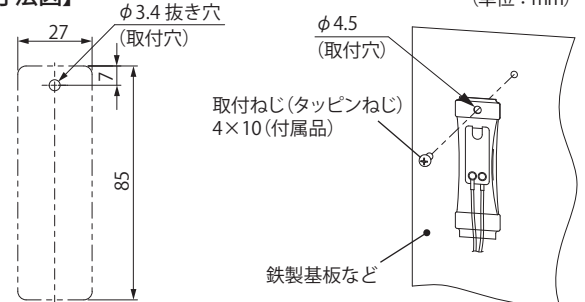 寸法図】
(単位：mm)
φ3.4 抜き穴
(取付穴)
27
7
85
φ4.5
(取付穴)
取付ねじ(タッピンねじ)
4×10(付属品)
鉄製基板など